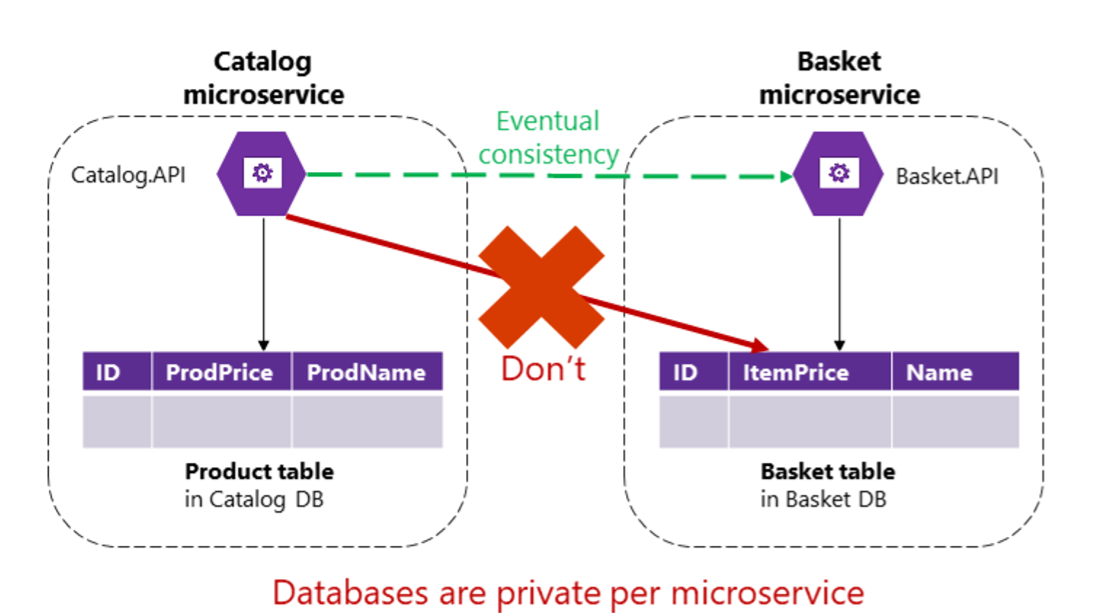 Catalog
microservice
Basket
microservice
Eventual
consistency
Catalog.API
Basket.API
Don't
ID ProdPrice ProdName
ID ItemPrice Name
Product table
in Catalog DB
Basket table
in Basket DB
Databases are private per microservice